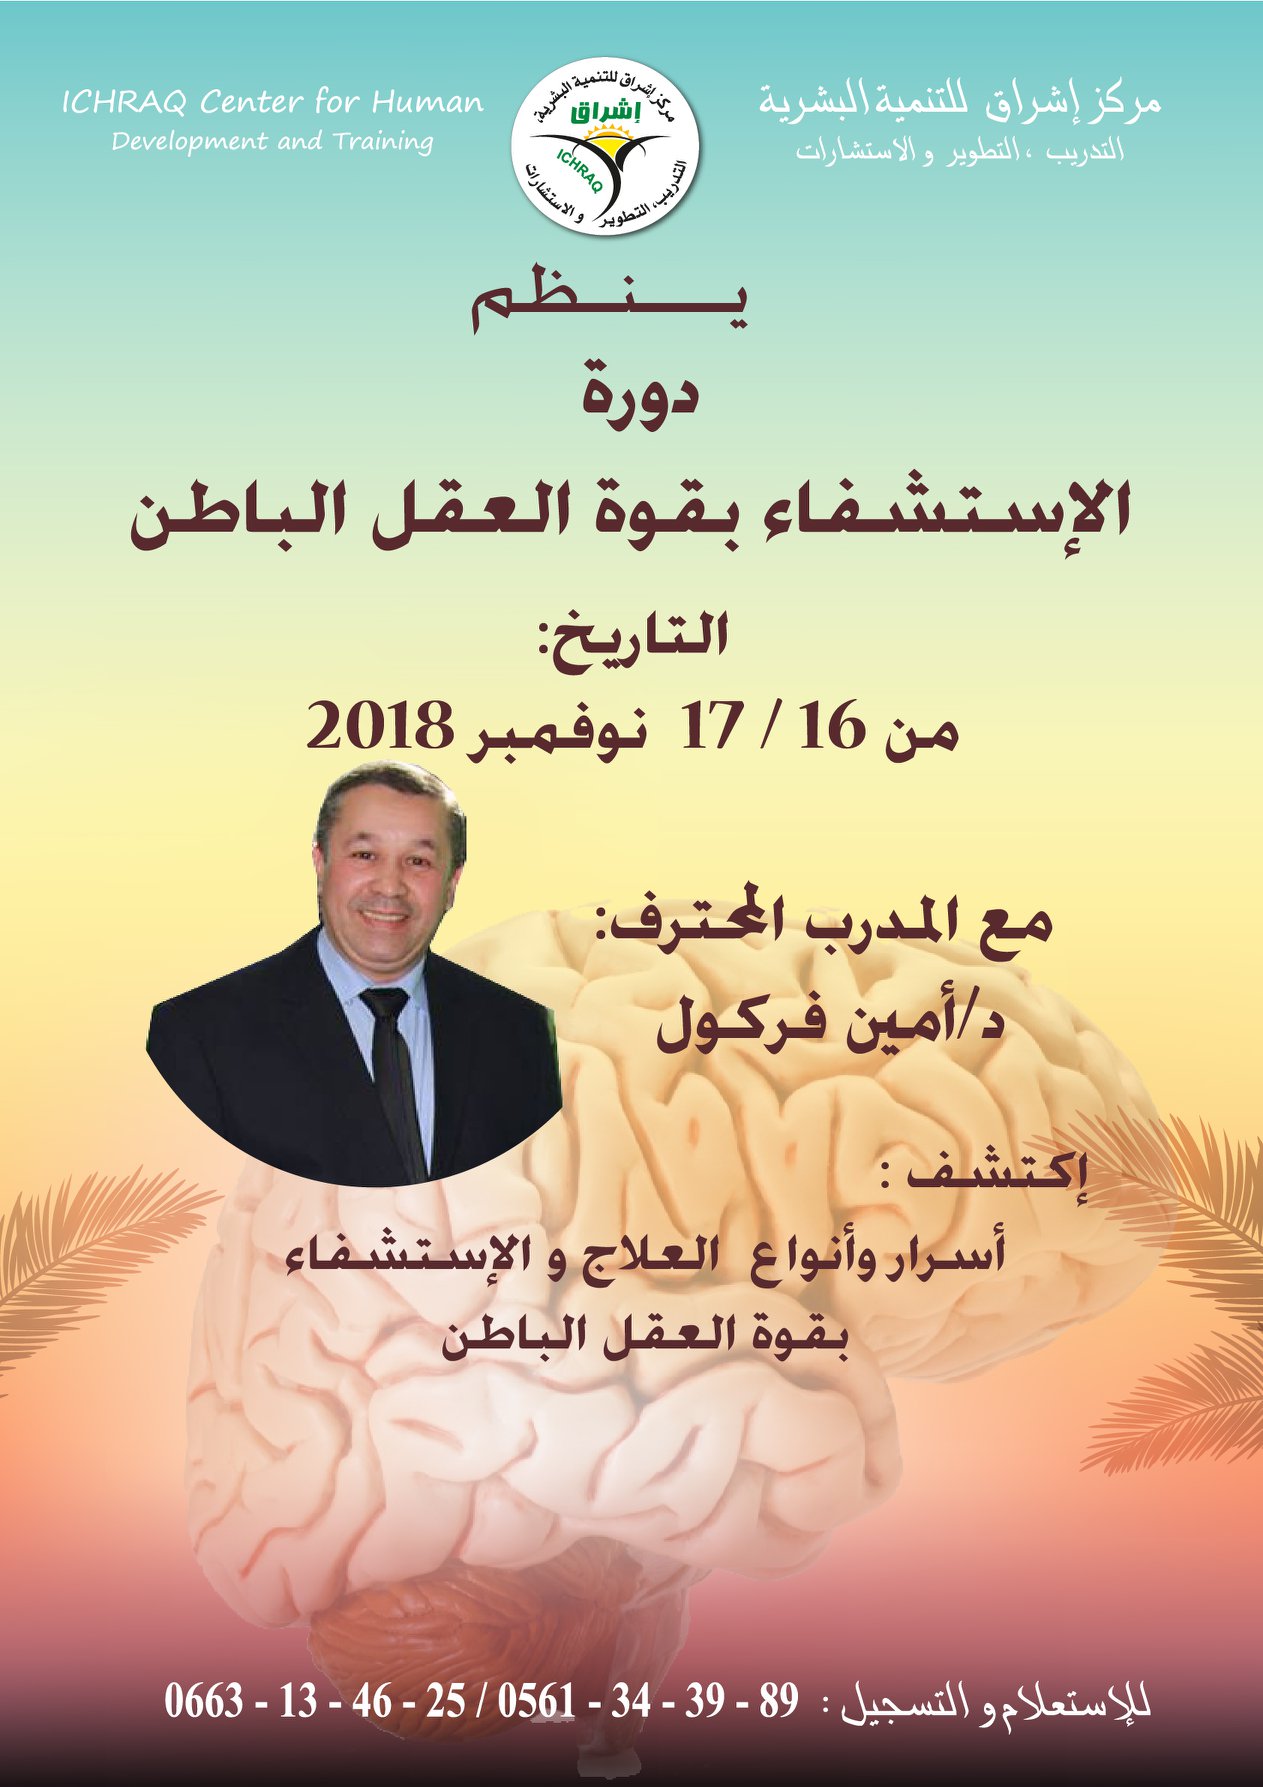 ICHRAQ Center for Human
Development and Training
مركز إشراق للتنمية البشرية،
إشراق
ICHRAQ
التدريب، التطوير و الاستشارات
مركز إشراق للتنمية البشرية
التدريب ، التطوير و الاستشارات
يـــنـــظـــم
دورة
الإستشفاء بقوة العقل الباطن
التاريخ:
من 16 / 17 نوفمبر 2018
مع المدرب المحترف:
د/أمين فركول
إكتشف :
أسرار وأنواع العلاج و الإستشفاء
بقوة العقل الباطن
للإستعلام و التسجيل : 0663 - 13 - 46 - 25 / 0561 - 34 - 39 - 89